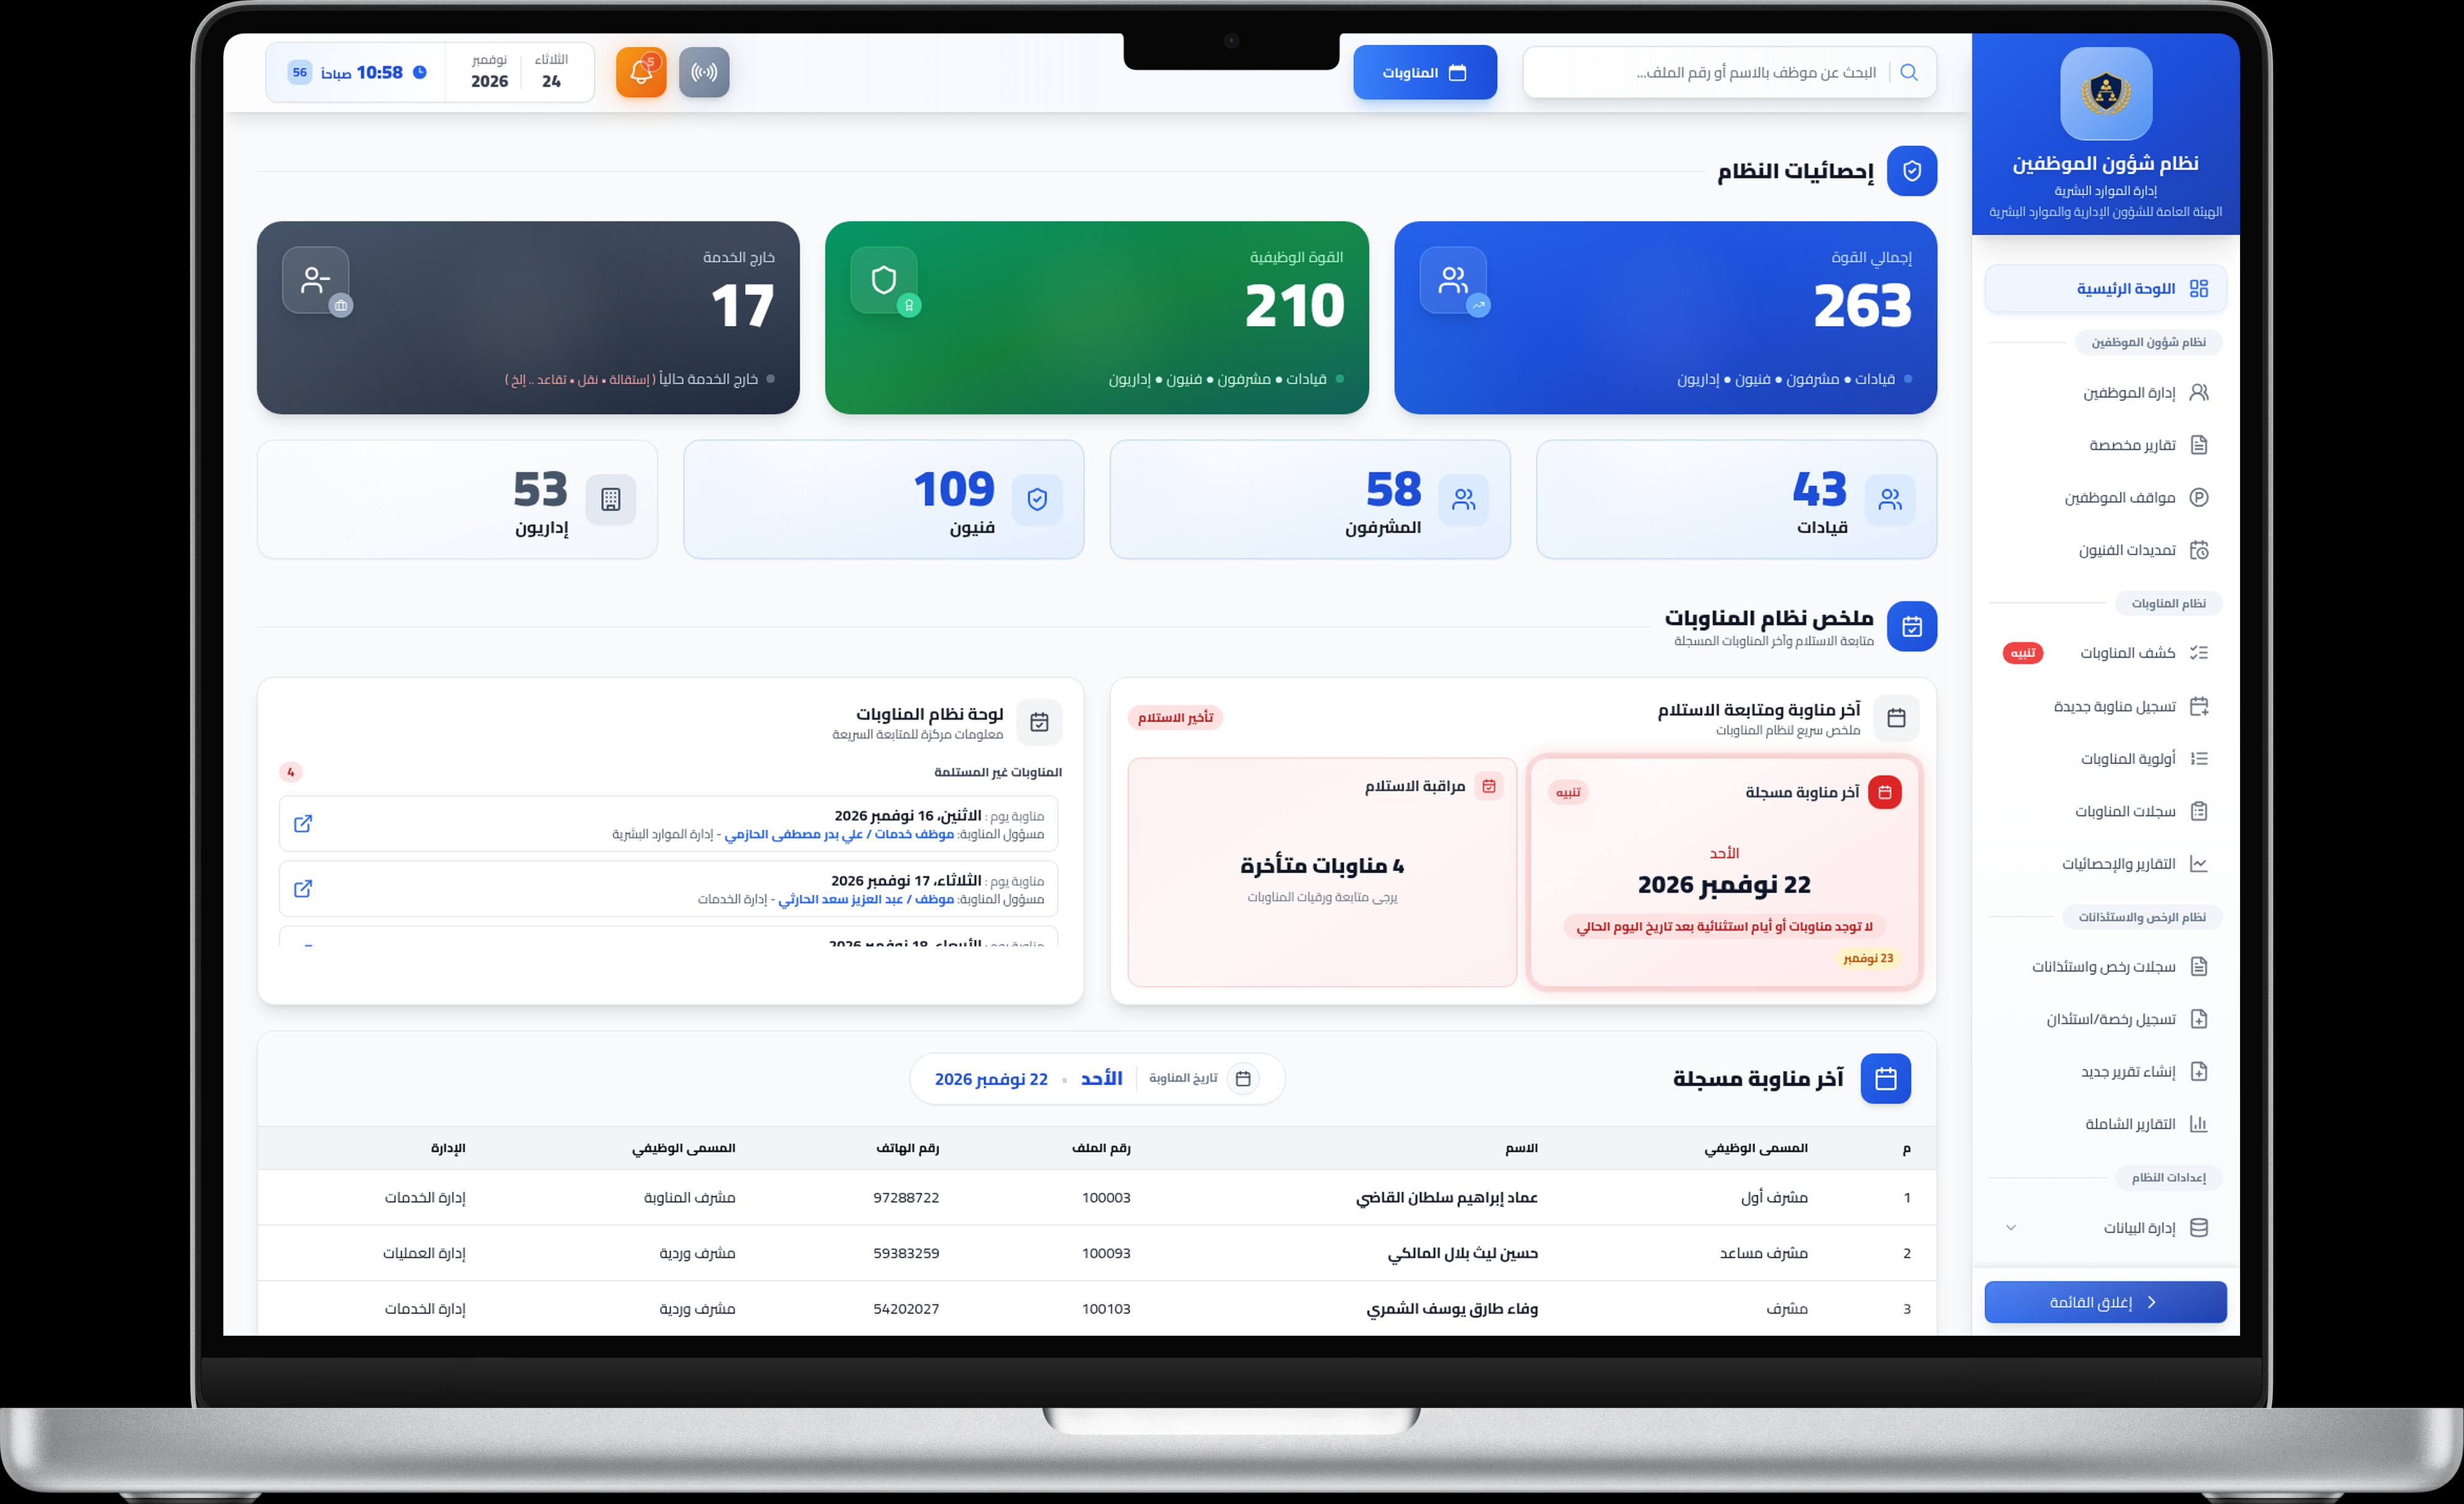 نظام شؤون الموظفين
إدارة الموارد البشرية
الهيئة العامة للشؤون الإدارية والموارد البشرية
اللوحة الرئيسية
نظام شؤون الموظفين
إدارة الموظفين
تقارير مخصصة
مواقف الموظفين
تمديدات الفنيون
نظام المناوبات
كشف المناوبات تنبيه
تسجيل مناوبة جديدة
أولوية المناوبات
سجلات المناوبات
التقارير والإحصائيات
نظام الرخص والاستئذانات
سجلات رخص واستئذانات
تسجيل رخصة/استئذان
إنشاء تقرير جديد
التقارير الشاملة
إعدادات النظام
إدارة البيانات
إغلاق القائمة
البحث عن موظف بالاسم أو رقم الملف...
المناوبات
5
الثلاثاء نوفمبر
24 2026
10:58 صباحاً 56
إحصائيات النظام
إجمالي القوة
263
قيادات • مشرفون • فنيون • إداريون
القوة الوظيفية
210
قيادات • مشرفون • فنيون • إداريون
خارج الخدمة
17
خارج الخدمة حالياً ( إستقالة • نقل • تقاعد .. إلخ )
43
قيادات
58
المشرفون
109
فنيون
53
إداريون
ملخص نظام المناوبات
متابعة الاستلام وآخر المناوبات المسجلة
آخر مناوبة ومتابعة الاستلام
ملخص سريع لنظام المناوبات
تأخير الاستلام
آخر مناوبة مسجلة
تنبيه
الأحد
22 نوفمبر 2026
لا توجد مناوبات أو أيام استثنائية بعد تاريخ اليوم الحالي
23 نوفمبر
مراقبة الاستلام
4 مناوبات متأخرة
يرجى متابعة ورقيات المناوبات
لوحة نظام المناوبات
معلومات مركزة للمتابعة السريعة
المناوبات غير المستلمة 4
مناوبة يوم : الاثنين، 16 نوفمبر 2026
مسؤول المناوبة: موظف خدمات / علي بدر مصطفى الحازمي - إدارة الموارد البشرية
مناوبة يوم : الثلاثاء، 17 نوفمبر 2026
مسؤول المناوبة: موظف / عبد العزيز سعد الحارثي - إدارة الخدمات
مناوبة يوم : الأربعاء، 18 نوفمبر 2026
آخر مناوبة مسجلة
تاريخ المناوبة الأحد • 22 نوفمبر 2026
م المسمى الوظيفي الاسم رقم الملف رقم الهاتف المسمى الوظيفي الإدارة
1 مشرف أول عماد إبراهيم سلطان القاضي 100003 97288722 مشرف المناوبة إدارة الخدمات
2 مشرف مساعد حسين ليث بلال المالكي 100093 59383259 مشرف وردية إدارة العمليات
3 مشرف وفاء طارق يوسف الشمري 100103 54202027 مشرف وردية إدارة الخدمات